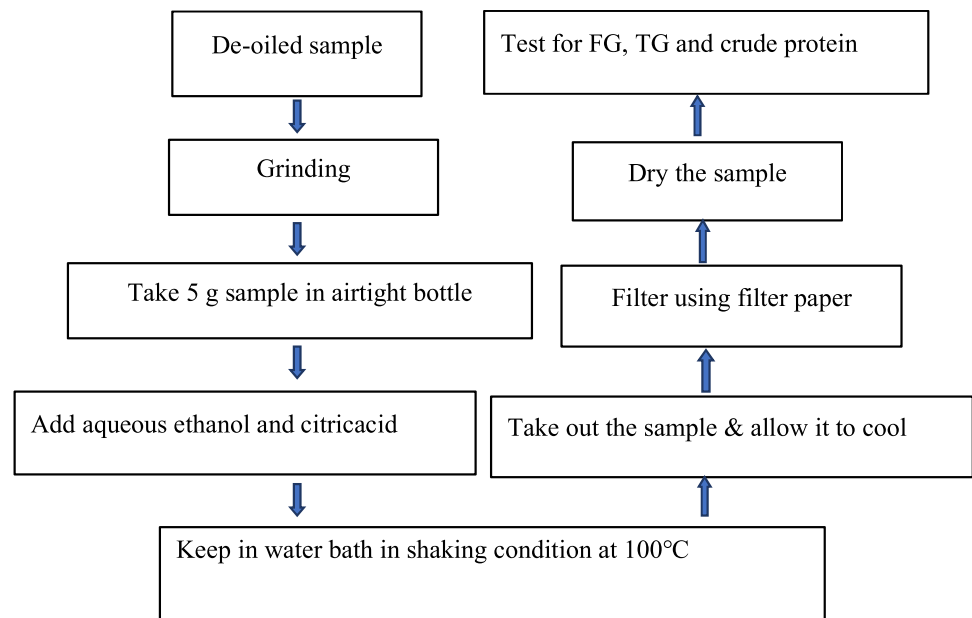 De-oiled sample
Grinding
Take 5 g sample in airtight bottle
Add aqueous ethanol and citricacid
Keep in water bath in shaking condition at 100°C
Take out the sample & allow it to cool
Filter using filter paper
Dry the sample
Test for FG, TG and crude protein